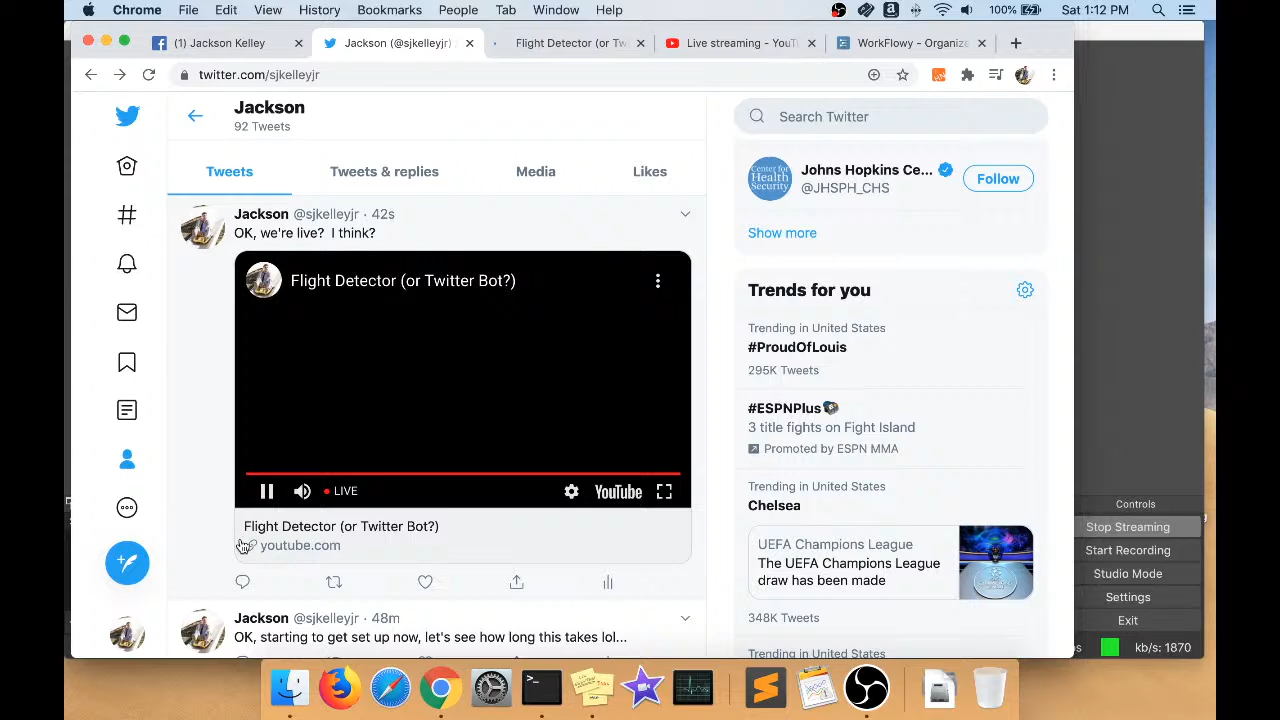 Chrome File Edit View History Bookmarks People Tab Window Help 100% Sat 1:12 PM
(1) Jackson Kelley
Jackson (@sjkelleyjr)
Flight Detector (or Tw
Live streaming - YouTu
WorkFlowy - Organize
twitter.com/sjkelleyjr
Jackson
92 Tweets
Search Twitter
Tweets Tweets & replies Media Likes
Johns Hopkins Ce...
@JHSPH_CHS
Follow
Show more
Jackson @sjkelleyjr · 42s
OK, we're live? I think?
Flight Detector (or Twitter Bot?)
LIVE
YouTube
Flight Detector (or Twitter Bot?)
youtube.com
Jackson @sjkelleyjr · 48m
OK, starting to get set up now, let's see how long this takes lol...
Trends for you
Trending in United States
#ProudOfLouis
295K Tweets
#ESPNPlus
3 title fights on Fight Island
Promoted by ESPN MMA
Trending in United States
Chelsea
UEFA Champions League
The UEFA Champions League
draw has been made
348K Tweets
Trending in United States
Controls
Stop Streaming
Start Recording
Studio Mode
Settings
Exit
kb/s: 1870